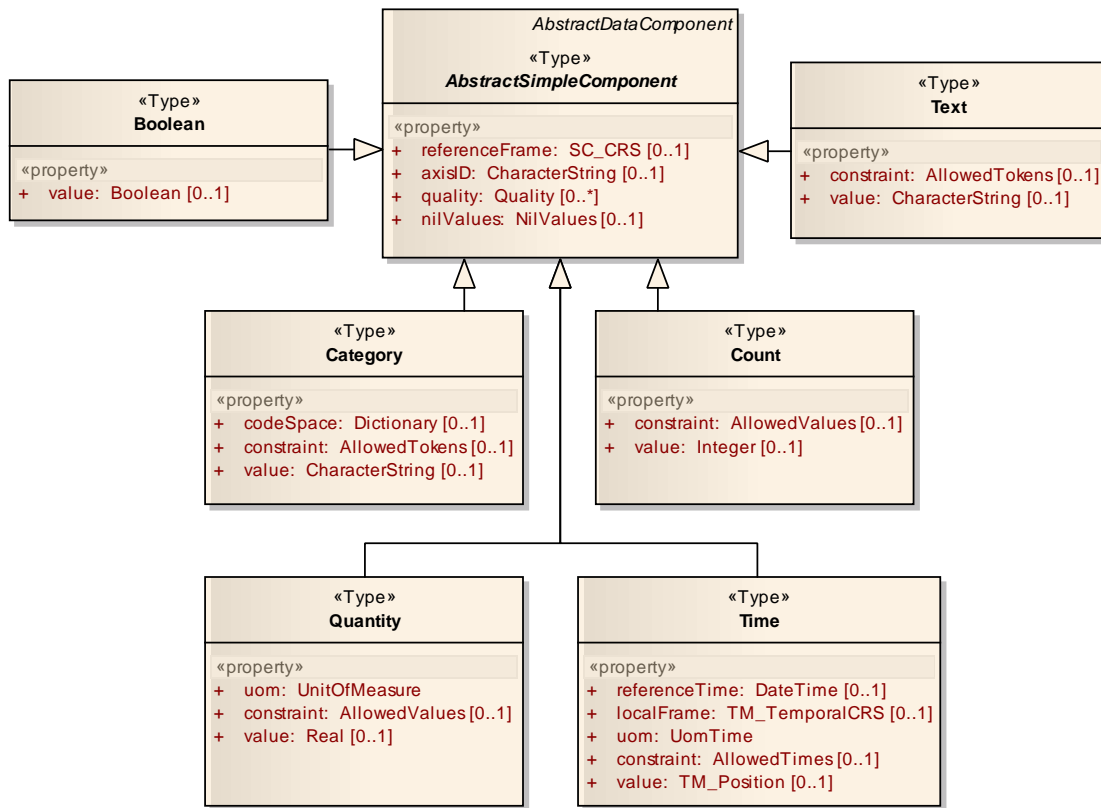 AbstractDataComponent
«Type»
AbstractSimpleComponent
«property»
+ referenceFrame: SC_CRS [0..1]
+ axisID: CharacterString [0..1]
+ quality: Quality [0..*]
+ nilValues: NilValues [0..1]
«Type»
Boolean
«property»
+ value: Boolean [0..1]
«Type»
Text
«property»
+ constraint: AllowedTokens [0..1]
+ value: CharacterString [0..1]
«Type»
Category
«property»
+ codeSpace: Dictionary [0..1]
+ constraint: AllowedTokens [0..1]
+ value: CharacterString [0..1]
«Type»
Count
«property»
+ constraint: AllowedValues [0..1]
+ value: Integer [0..1]
«Type»
Quantity
«property»
+ uom: UnitOfMeasure
+ constraint: AllowedValues [0..1]
+ value: Real [0..1]
«Type»
Time
«property»
+ referenceTime: DateTime [0..1]
+ localFrame: TM_TemporalCRS [0..1]
+ uom: UomTime
+ constraint: AllowedTimes [0..1]
+ value: TM_Position [0..1]